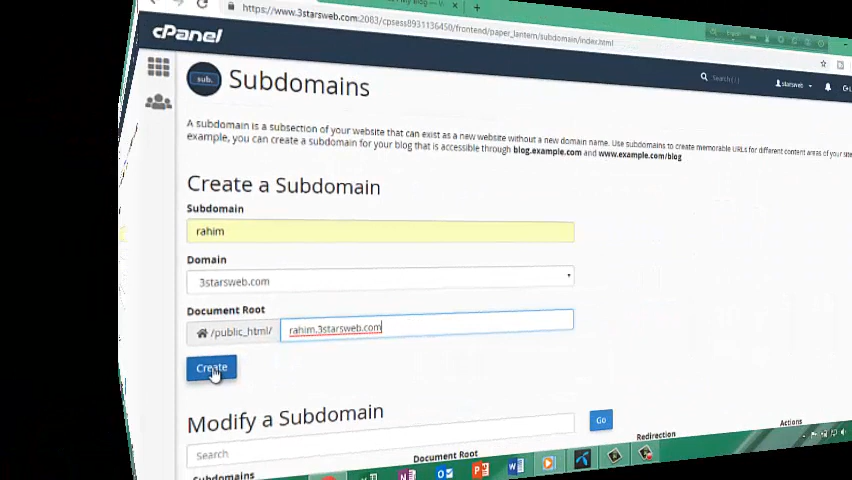 https://www.3starsweb.com:2083/cpsess8931136450/frontend/paper_lantern/subdomain/index.html
cPanel
Search ( / )
starsweb
sub.
Subdomains
A subdomain is a subsection of your website that can exist as a new website without a new domain name. Use subdomains to create memorable URLs for different content areas of your site
example, you can create a subdomain for your blog that is accessible through blog.example.com and www.example.com/blog
Create a Subdomain
Subdomain
rahim
Domain
3starsweb.com
Document Root
/public_html/
rahim.3starsweb.com
Create
Modify a Subdomain
Search
Go
Subdomains
Document Root
Redirection
Actions